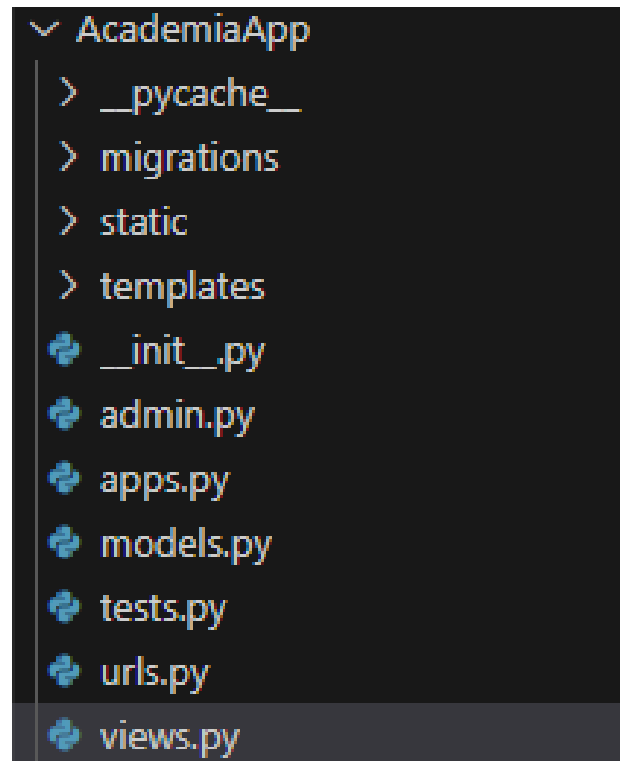 AcademiaApp
__pycache__
migrations
static
templates
__init__.py
admin.py
apps.py
models.py
tests.py
urls.py
views.py